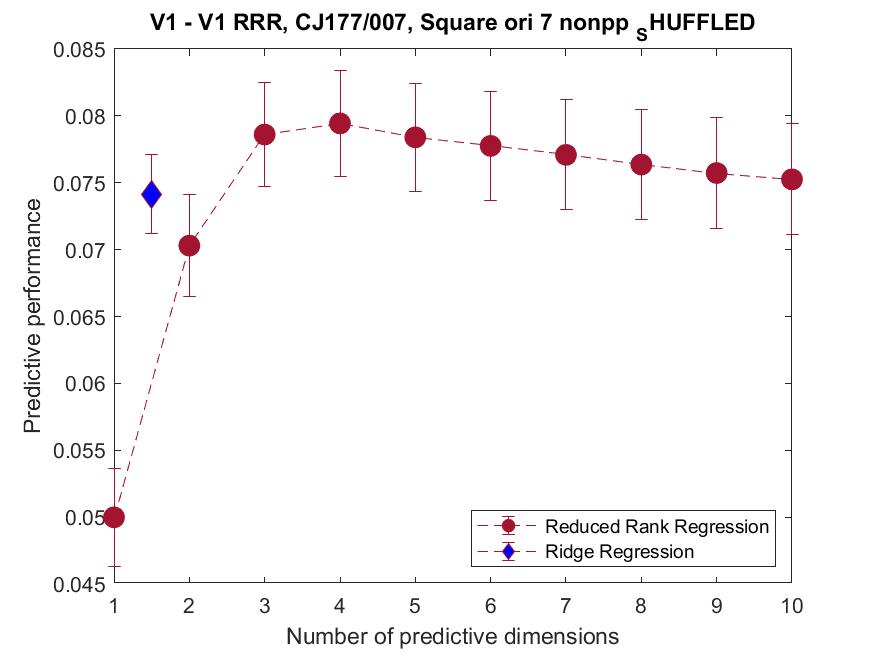 V1 - V1 RRR, CJ177/007, Square ori 7 nonpp SHUFFLED
0.085
0.08
0.075
0.07
0.065
0.06
0.055
0.05
0.045
Predictive performance
Reduced Rank Regression
Ridge Regression
1 2 3 4 5 6 7 8 9 10
Number of predictive dimensions